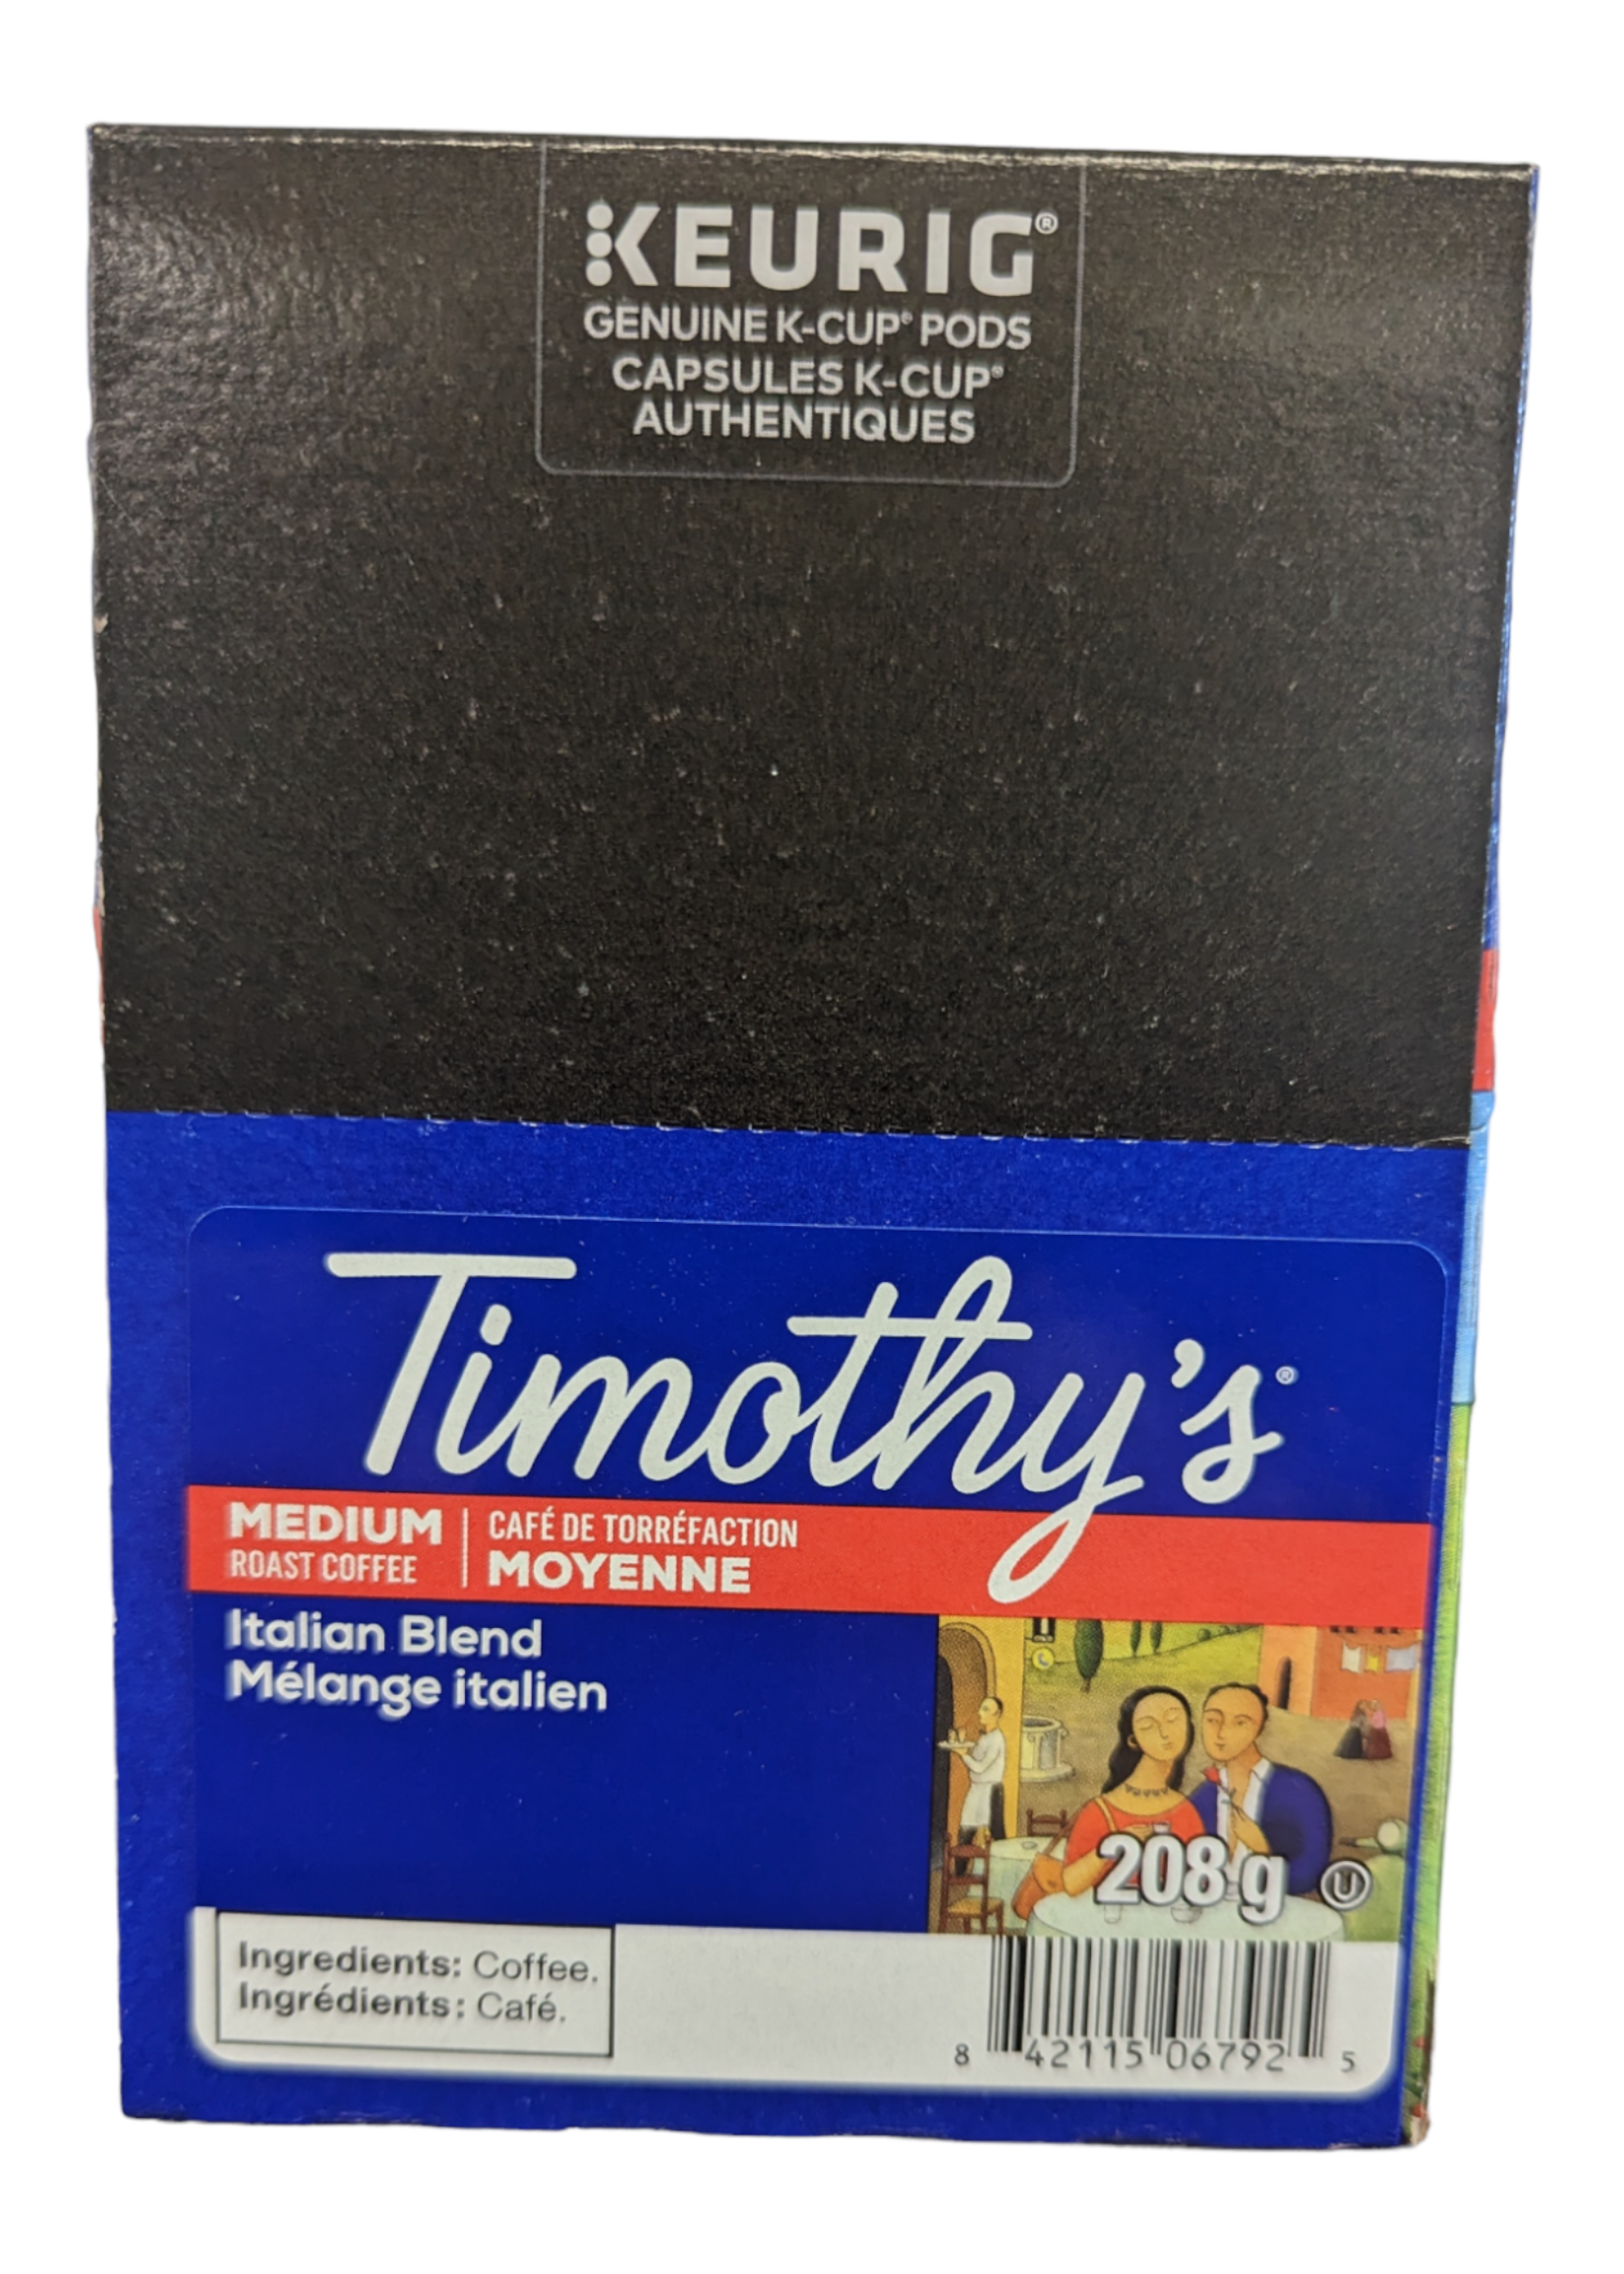 KEURIG®
GENUINE K-CUP® PODS
CAPSULES K-CUP®
AUTHENTIQUES
Timothy's®
MEDIUM
ROAST COFFEE
CAFÉ DE TORRÉFACTION
MOYENNE
Italian Blend
Mélange italien
208 g
U
Ingredients: Coffee.
Ingrédients : Café.
8 42115 06792 5